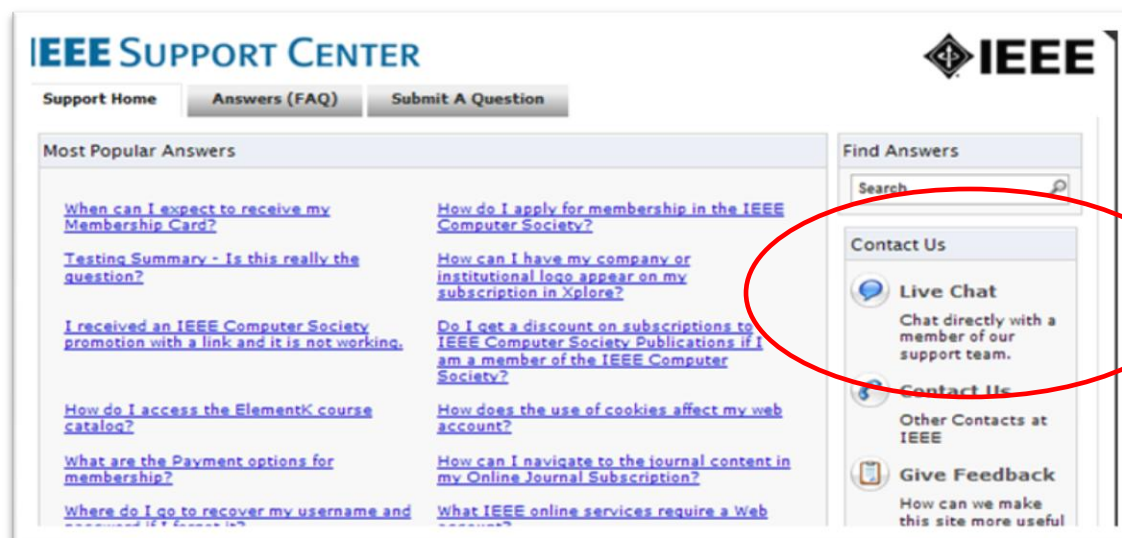 IEEE SUPPORT CENTER
IEEE
Support Home
Answers (FAQ)
Submit A Question
Most Popular Answers
When can I expect to receive my
Membership Card?
Testing Summary - Is this really the
question?
I received an IEEE Computer Society
promotion with a link and it is not working.
How do I access the ElementK course
catalog?
What are the Payment options for
membership?
Where do I go to recover my username and
password if I forget it?
How do I apply for membership in the IEEE
Computer Society?
How can I have my company or
institutional logo appear on my
subscription in Xplore?
Do I get a discount on subscriptions to
IEEE Computer Society Publications if I
am a member of the IEEE Computer
Society?
How does the use of cookies affect my web
account?
How can I navigate to the journal content in
my Online Journal Subscription?
What IEEE online services require a Web
account?
Find Answers
Search
Contact Us
Live Chat
Chat directly with a
member of our
support team.
Contact Us
Other Contacts at
IEEE
Give Feedback
How can we make
this site more useful